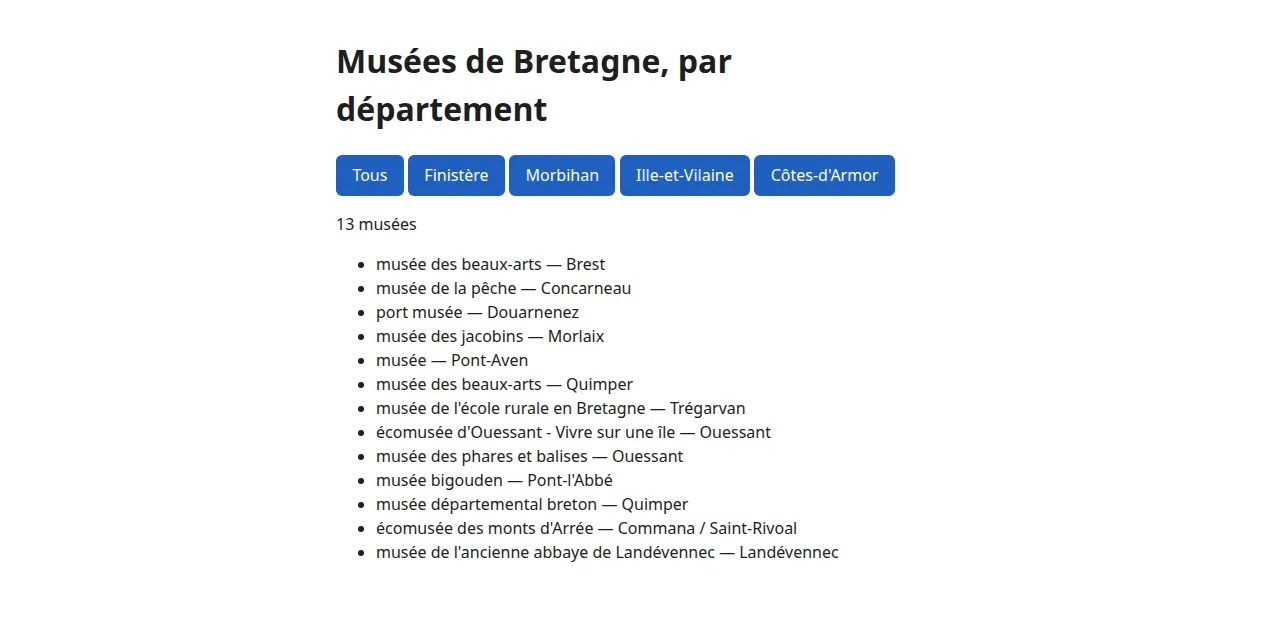 Musées de Bretagne, par
département
Tous Finistère Morbihan Ille-et-Vilaine Côtes-d'Armor
13 musées
musée des beaux-arts — Brest
musée de la pêche — Concarneau
port musée — Douarnenez
musée des jacobins — Morlaix
musée — Pont-Aven
musée des beaux-arts — Quimper
musée de l'école rurale en Bretagne — Trégarvan
écomusée d'Ouessant - Vivre sur une île — Ouessant
musée des phares et balises — Ouessant
musée bigouden — Pont-l'Abbé
musée départemental breton — Quimper
écomusée des monts d'Arrée — Commana / Saint-Rivoal
musée de l'ancienne abbaye de Landévennec — Landévennec